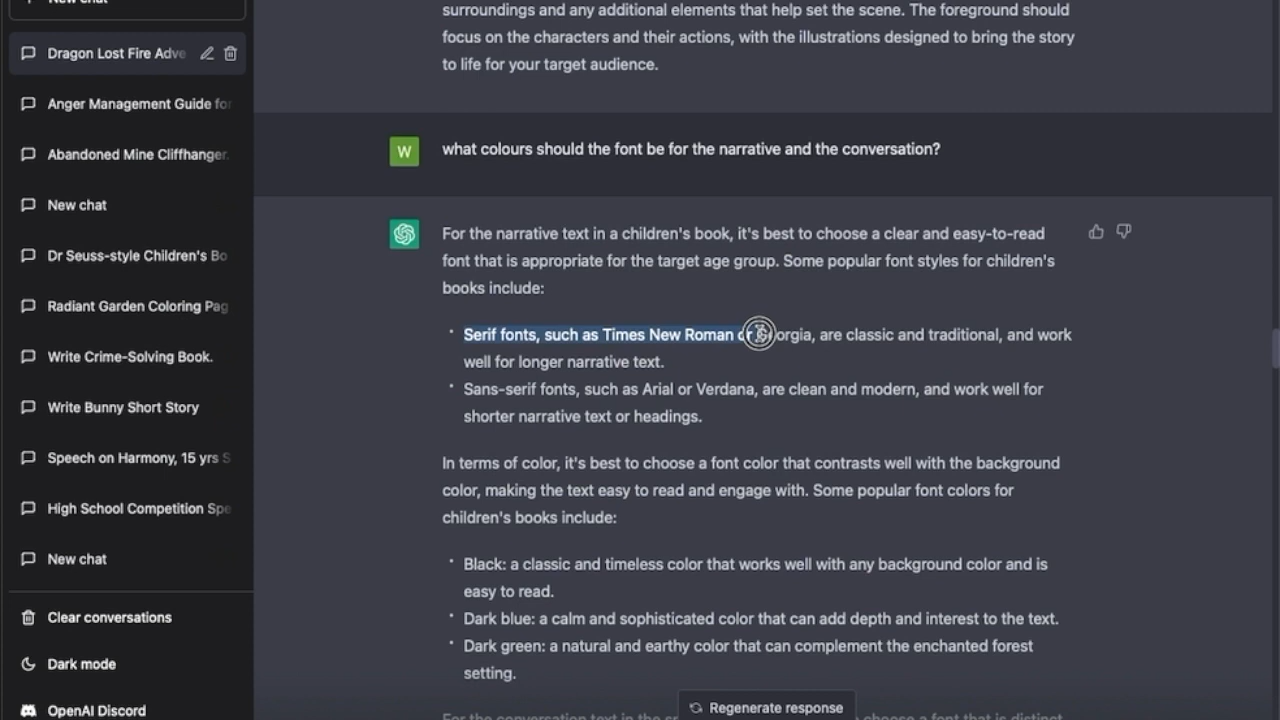 New chat
Dragon Lost Fire Adve
Anger Management Guide for
Abandoned Mine Cliffhanger.
New chat
Dr Seuss-style Children's Bo
Radiant Garden Coloring Pag
Write Crime-Solving Book.
Write Bunny Short Story
Speech on Harmony, 15 yrs S
High School Competition Spe
New chat
Clear conversations
Dark mode
OpenAI Discord
surroundings and any additional elements that help set the scene. The foreground should
focus on the characters and their actions, with the illustrations designed to bring the story
to life for your target audience.
W
what colours should the font be for the narrative and the conversation?
For the narrative text in a children's book, it's best to choose a clear and easy-to-read
font that is appropriate for the target age group. Some popular font styles for children's
books include:
• Serif fonts, such as Times New Roman or Georgia, are classic and traditional, and work
well for longer narrative text.
• Sans-serif fonts, such as Arial or Verdana, are clean and modern, and work well for
shorter narrative text or headings.
In terms of color, it's best to choose a font color that contrasts well with the background
color, making the text easy to read and engage with. Some popular font colors for
children's books include:
• Black: a classic and timeless color that works well with any background color and is
easy to read.
• Dark blue: a calm and sophisticated color that can add depth and interest to the text.
• Dark green: a natural and earthy color that can complement the enchanted forest
setting.
For the conversation text in the choose a font that is distinct
Regenerate response